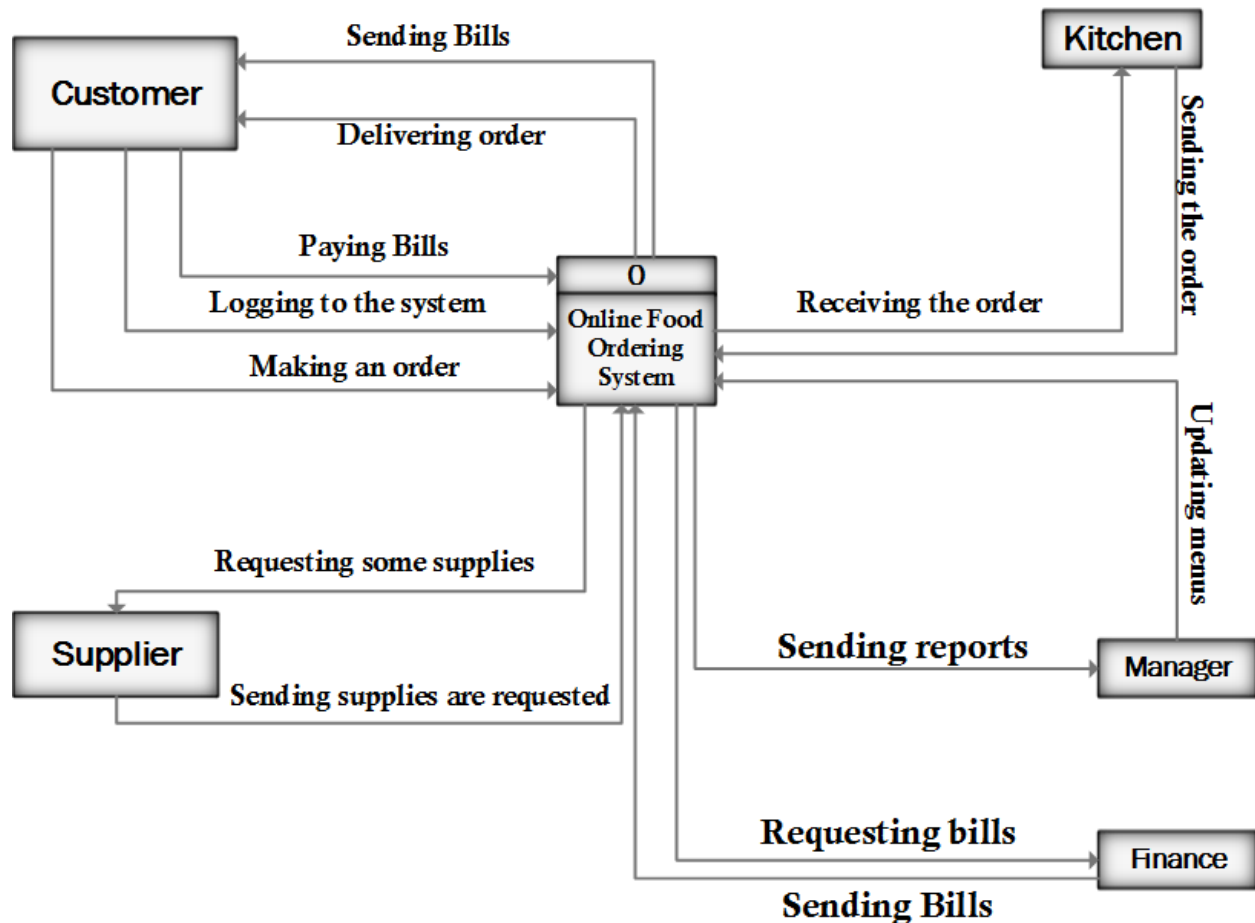 Sending Bills
Kitchen
Customer
Delivering order
Sending the order
Paying Bills
O
Logging to the system
Receiving the order
Online Food
Ordering
System
Making an order
Updating menus
Requesting some supplies
Supplier
Sending reports
Manager
Sending supplies are requested
Requesting bills
Finance
Sending Bills